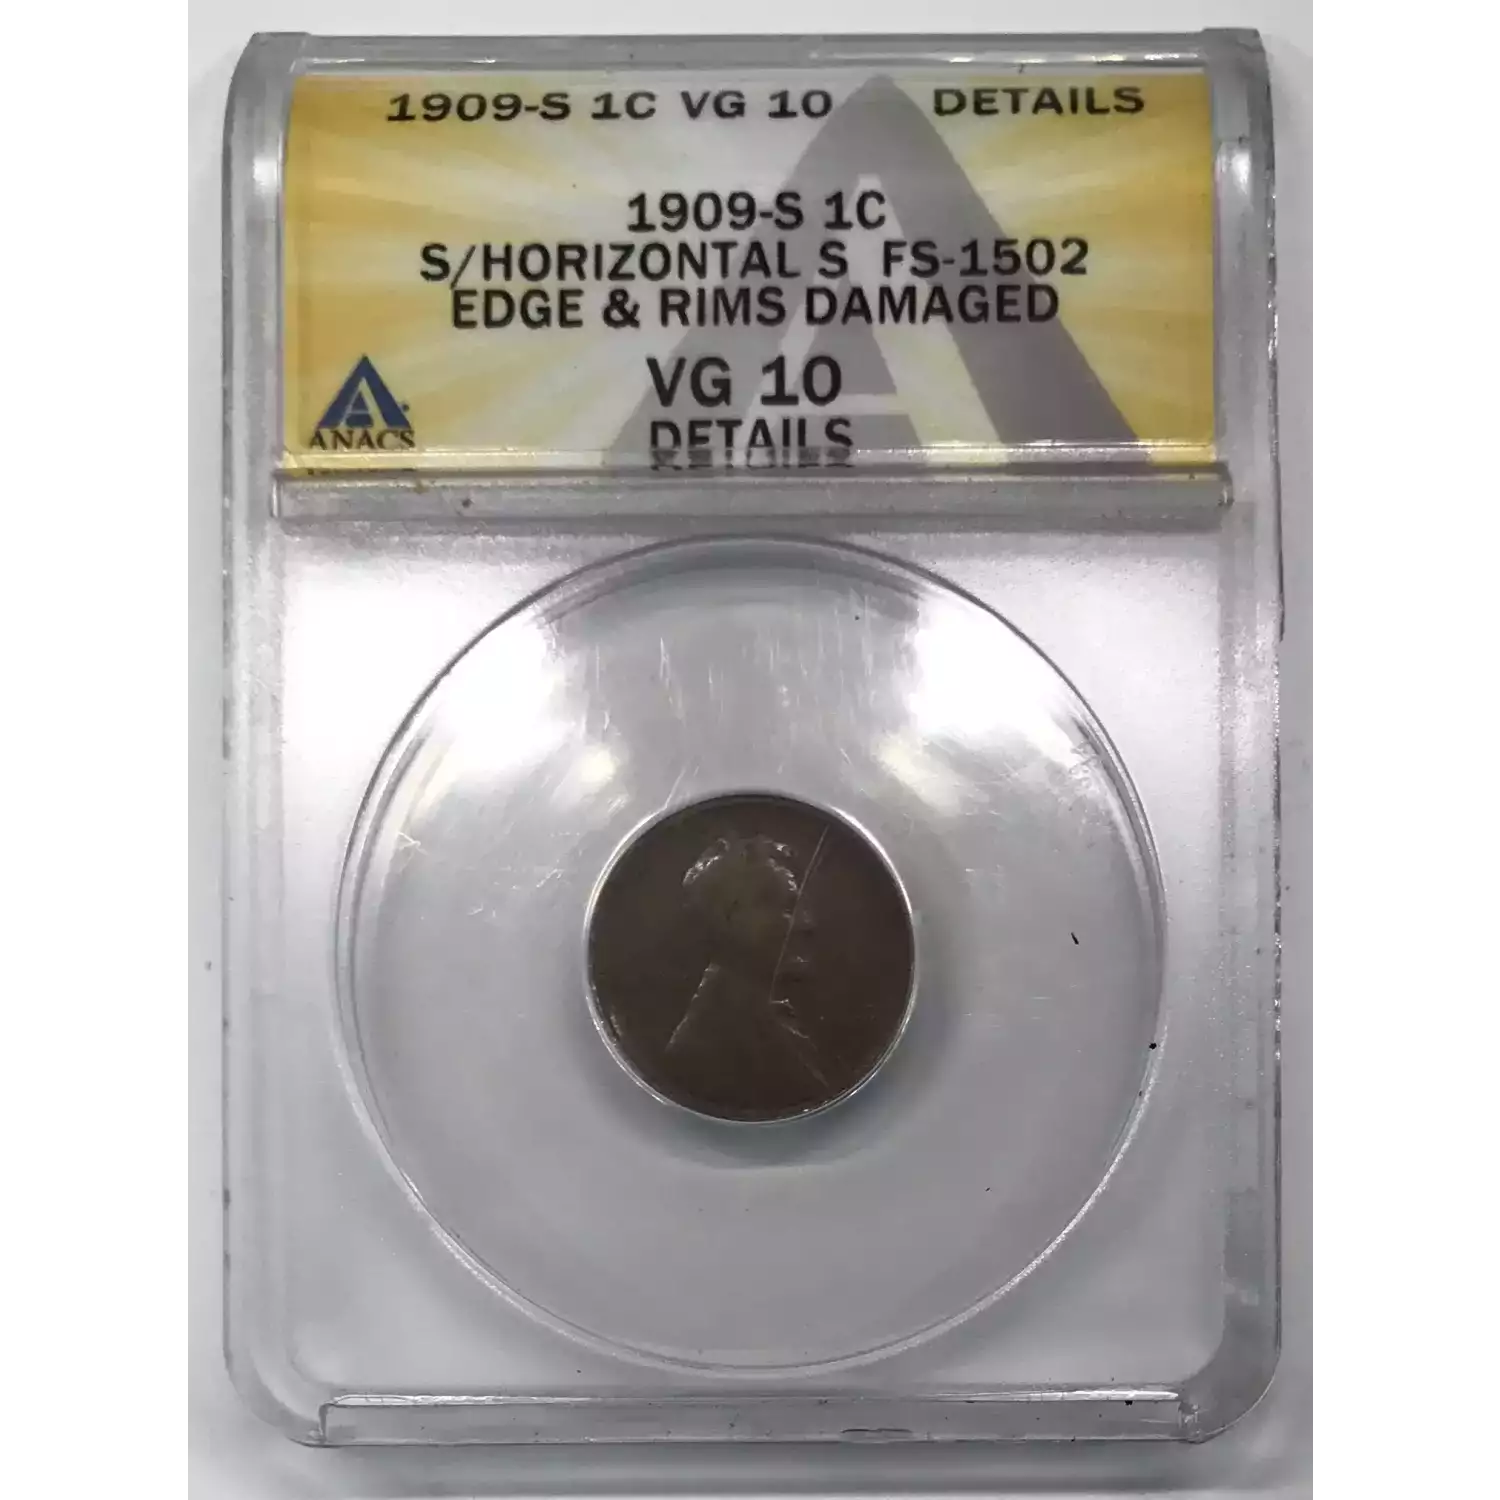 1909-S 1C VG 10 DETAILS
1909-S 1C
S/HORIZONTAL S FS-1502
EDGE & RIMS DAMAGED
VG 10
DETAILS
ANACS